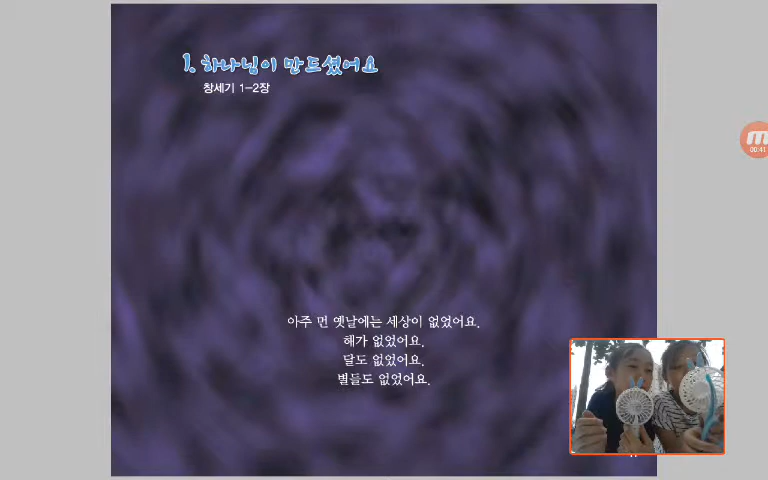 1. 하나님이 만드셨어요
창세기 1-2장
아주 먼 옛날에는 세상이 없었어요.
해가 없었어요.
달도 없었어요.
별들도 없었어요.
m
00:41